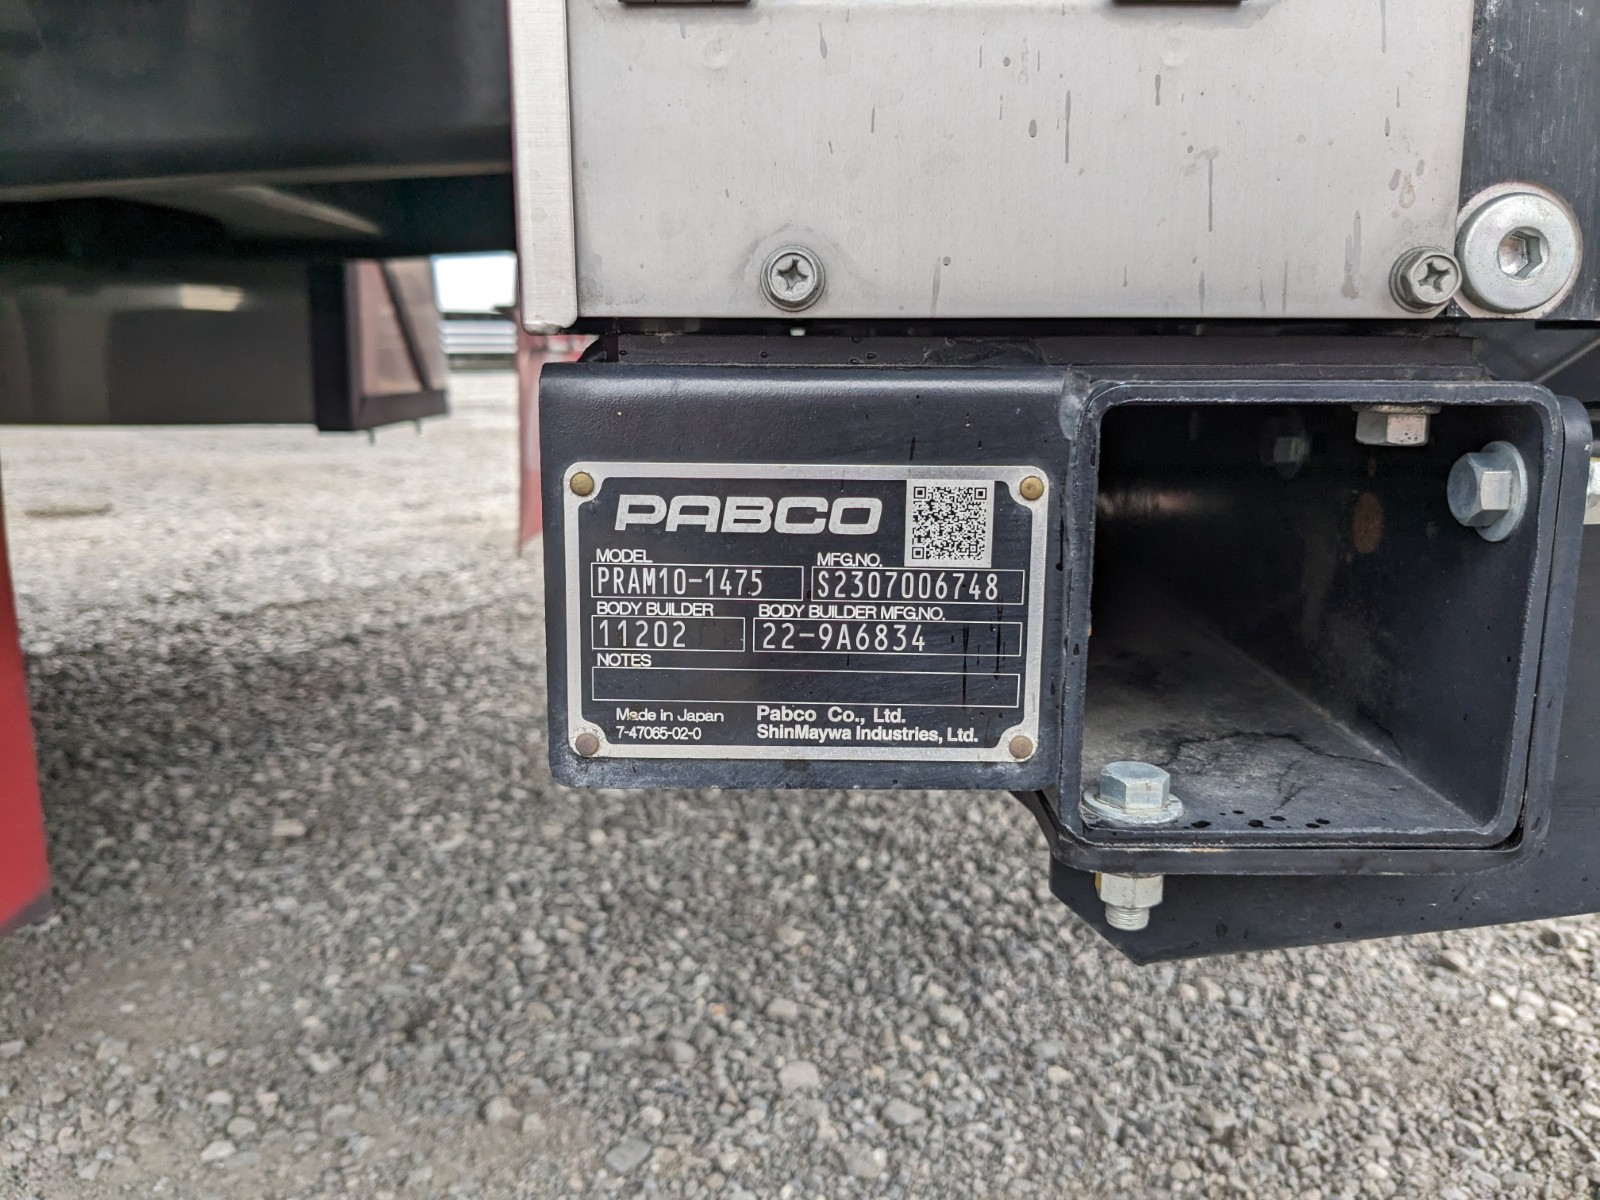 PABCO
MODEL MFG.NO.
PRAM10-1475 S2307006748
BODY BUILDER BODY BUILDER MFG.NO.
11202 22-9A6834
NOTES
Made in Japan Pabco Co., Ltd.
7-47065-02-0 ShinMaywa Industries, Ltd.